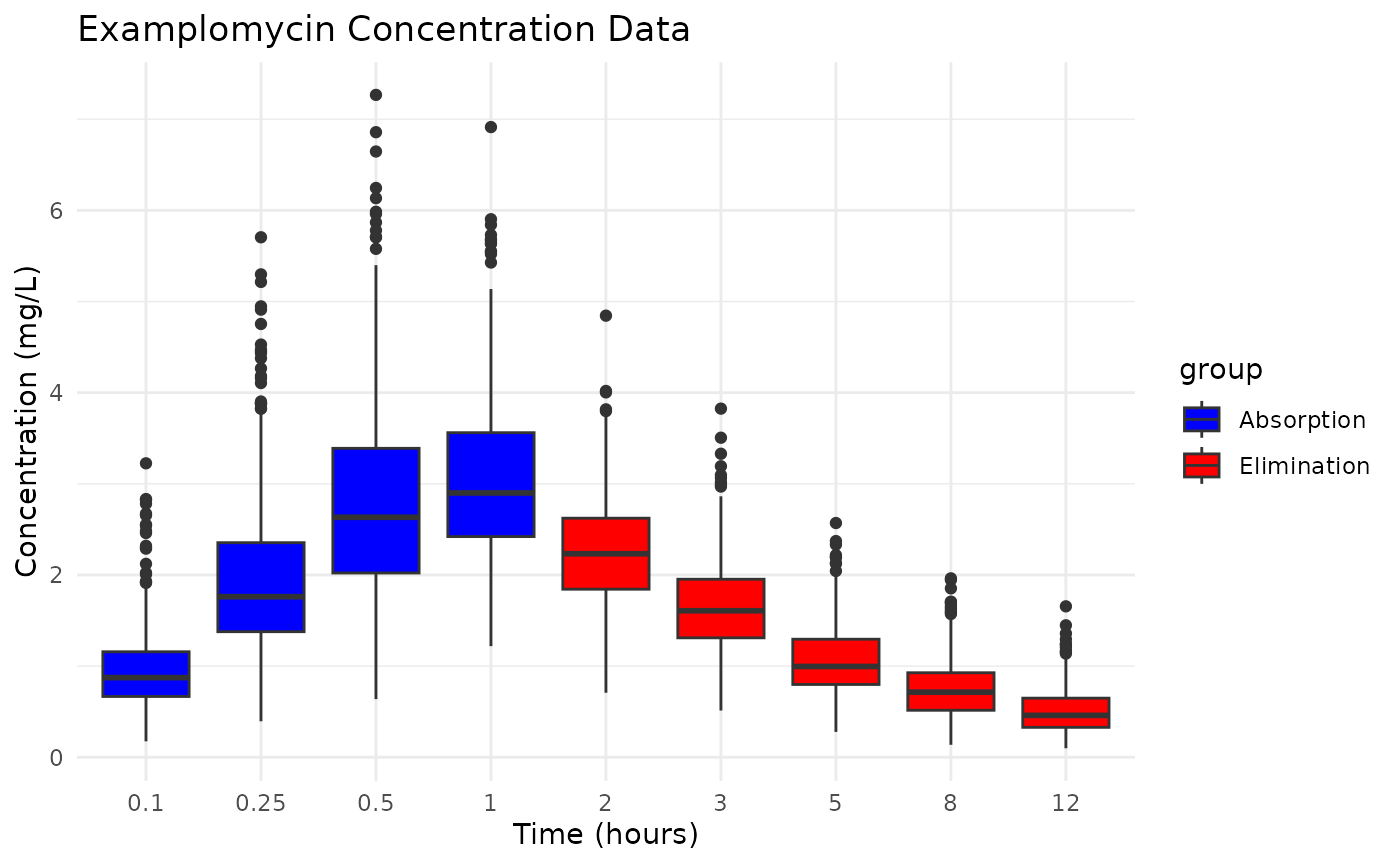 Examplomycin Concentration Data
Concentration (mg/L)
6
4
2
0
0.1 0.25 0.5 1 2 3 5 8 12
Time (hours)
group
Absorption
Elimination